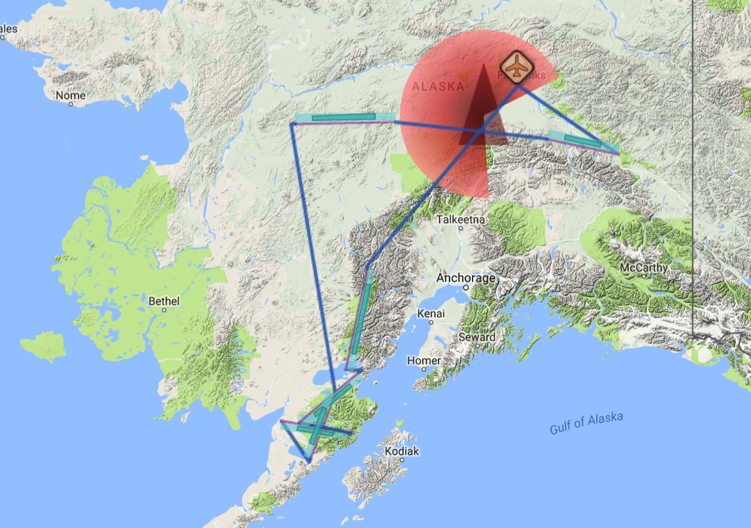 ales
Nome
ALASKA
Talkeetna
Anchorage
McCarthy
Bethel
Kenai
Seward
Homer
Gulf of Alaska
Kodiak